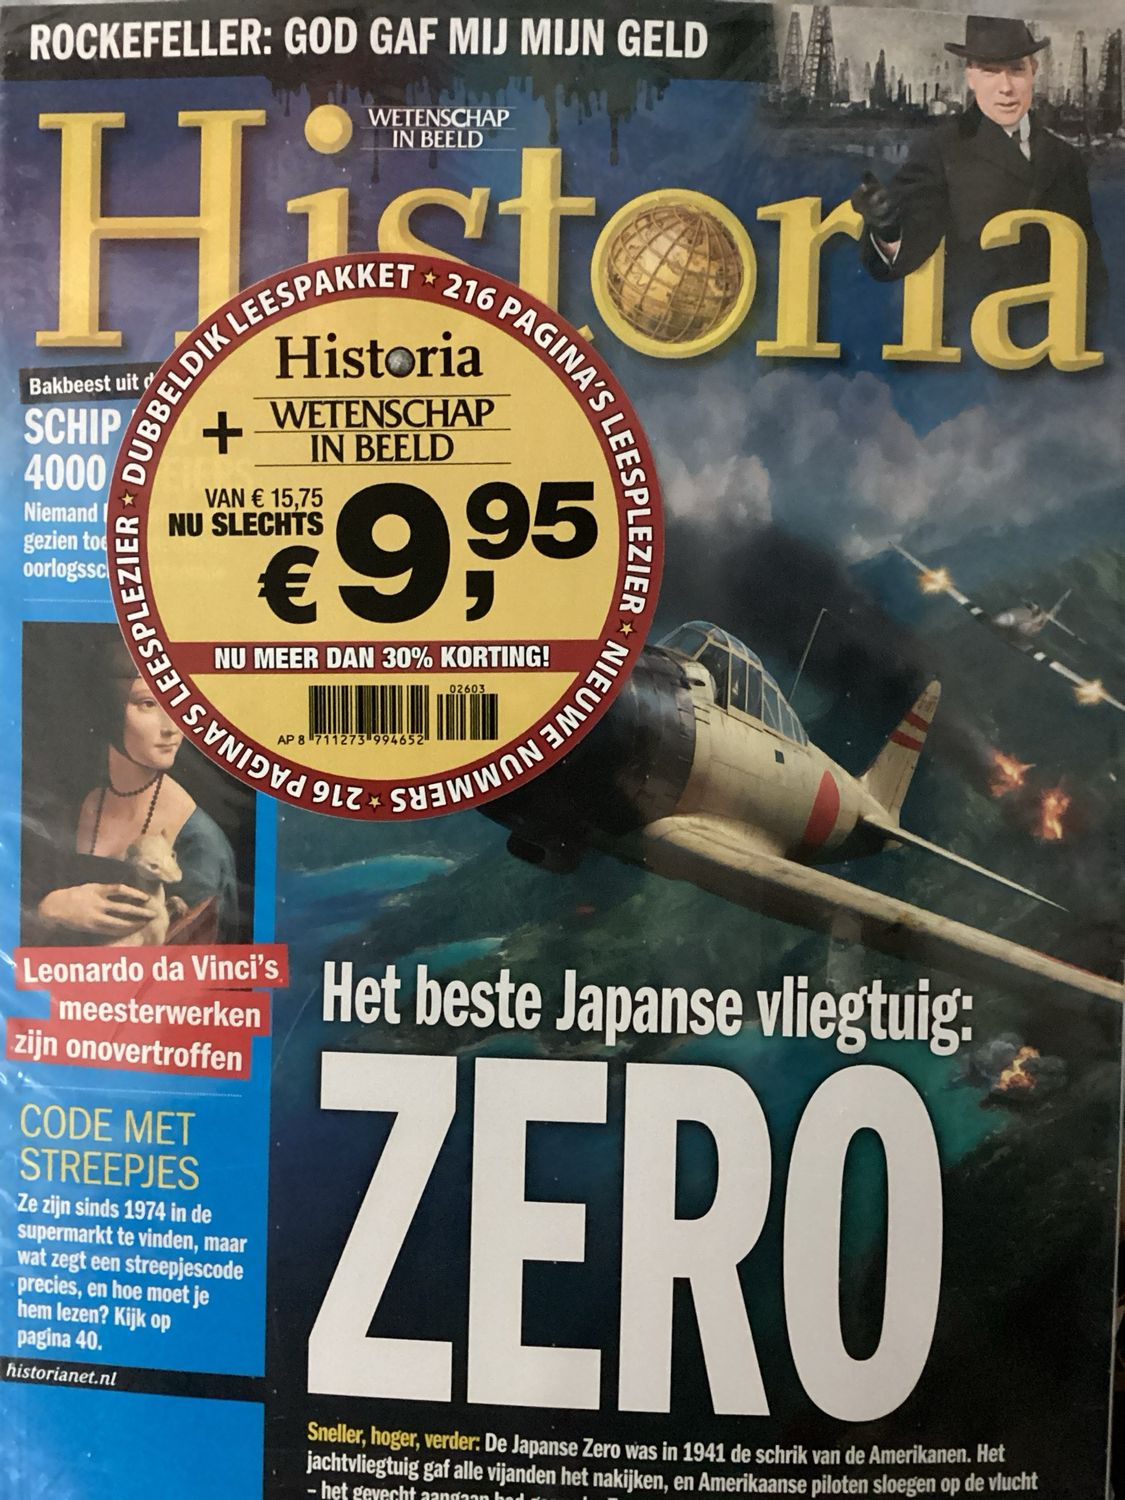 ROCKEFELLER: GOD GAF MIJ MIJN GELD
WETENSCHAP
IN BEELD
Historia
Bakbeest uit
SCHIP
4000
Niemand
gezien
DUBBELDIK LEESPAKKET ★ 216 PAGINA'S LEESPLEZIER ★ NIEUWE NUMMERS ★ 216 PAGINA'S LEESPLEZIER ★
Historia
+ WETENSCHAP
IN BEELD
VAN € 15,75
NU SLECHTS
€9,95
NU MEER DAN 30% KORTING!
02603
AP 8 711273 994652
Leonardo da Vinci's
meesterwerken
zijn onovertroffen
CODE MET
STREEPJES
Ze zijn sinds 1974 in de
supermarkt te vinden, maar
wat zegt een streepjescode
precies, en hoe moet je
hem lezen? Kijk op
pagina 40.
historianet.nl
Het beste Japanse vliegtuig:
ZERO
Sneller, hoger, verder: De Japanse Zero was in 1941 de schrik van de Amerikanen. Het
jachtvliegtuig gaf alle vijanden het nakijken, en Amerikaanse piloten sloegen op de vlucht
– het gevecht aangaan had